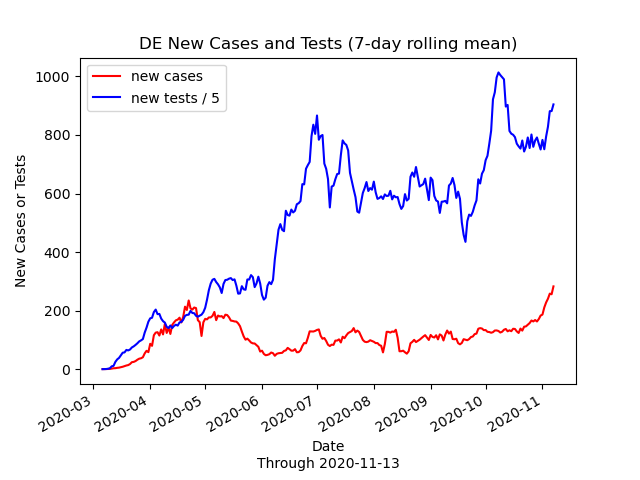 DE New Cases and Tests (7-day rolling mean)
new cases
new tests / 5
New Cases or Tests
1000
800
600
400
200
0
2020-03
2020-04
2020-05
2020-06
2020-07
2020-08
2020-09
2020-10
2020-11
Date
Through 2020-11-13